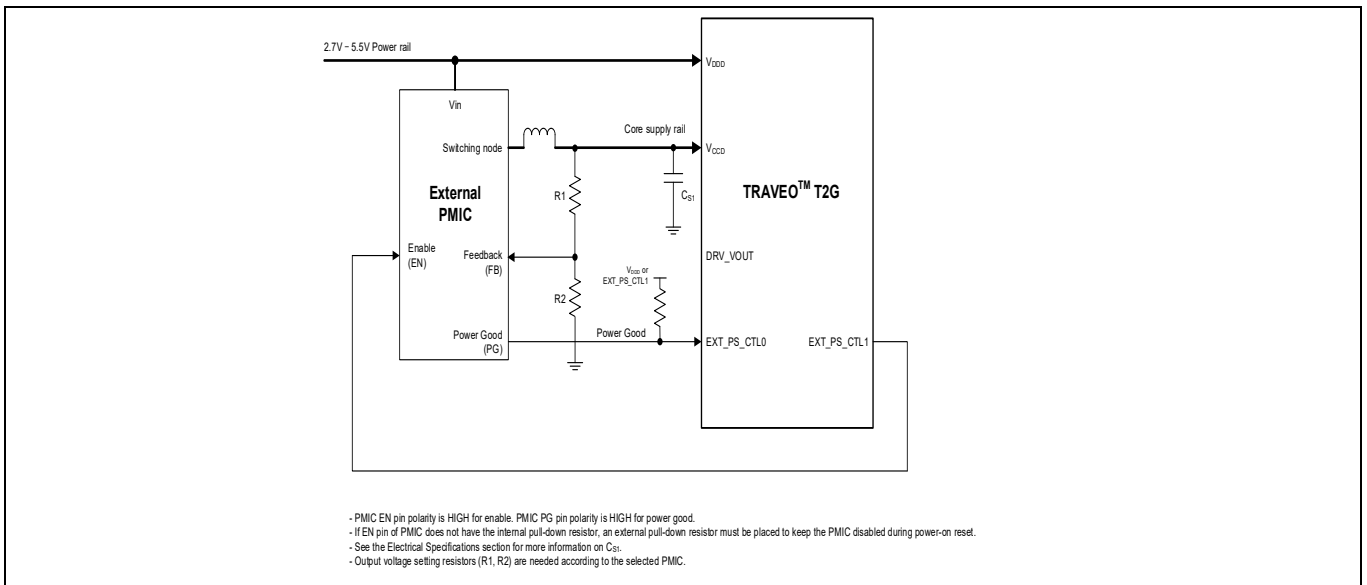 2.7V – 5.5V Power rail
VDDD
Vin
Core supply rail
Switching node
VCCD
External
PMIC
R1
CS1
TRAVEO™ T2G
Enable
(EN)
Feedback
(FB)
DRV_VOUT
VDDD or
EXT_PS_CTL1
R2
Power Good
(PG)
Power Good
EXT_PS_CTL0
EXT_PS_CTL1
- PMIC EN pin polarity is HIGH for enable. PMIC PG pin polarity is HIGH for power good.
- If EN pin of PMIC does not have the internal pull-down resistor, an external pull-down resistor must be placed to keep the PMIC disabled during power-on reset.
- See the Electrical Specifications section for more information on CS1.
- Output voltage setting resistors (R1, R2) are needed according to the selected PMIC.